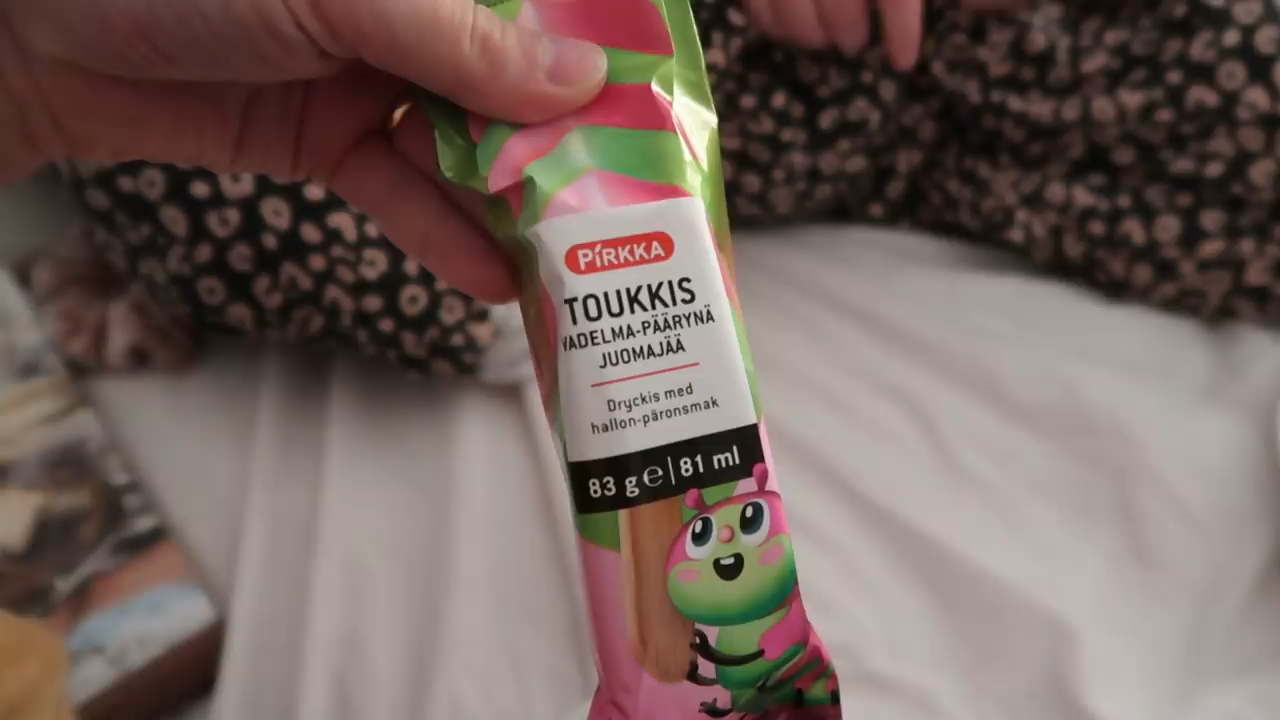 PIRKKA
TOUKKIS
VADELMA-PÄÄRYNÄ
JUOMAJÄÄ
Dryckis med
hallon-päronsmak
83 g e | 81 ml